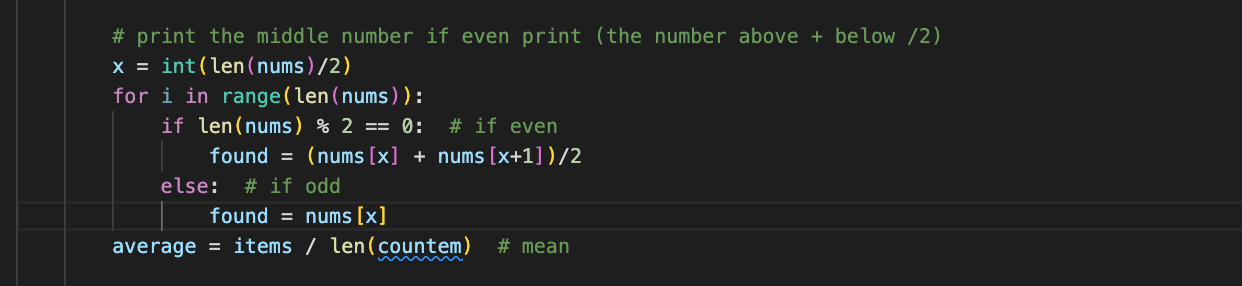 # print the middle number if even print (the number above + below /2)
x = int(len(nums)/2)
for i in range(len(nums)):
if len(nums) % 2 == 0:  # if even
found = (nums[x] + nums[x+1])/2
else:  # if odd
found = nums[x]
average = items / len(countem)  # mean